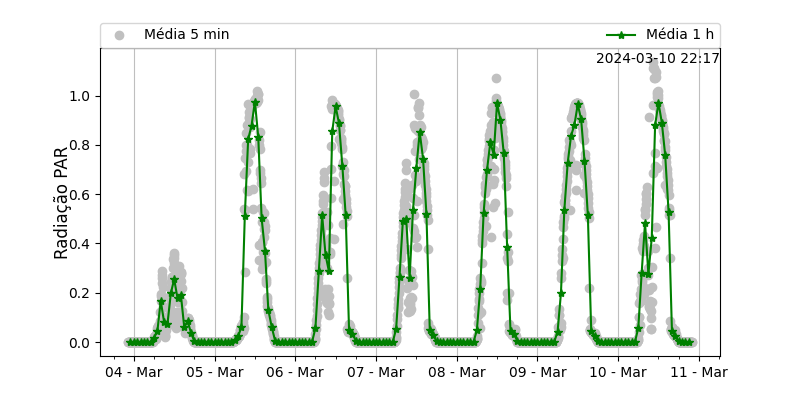 Média 5 min
Média 1 h
2024-03-10 22:17
Radiação PAR
1.0
0.8
0.6
0.4
0.2
0.0
04 - Mar
05 - Mar
06 - Mar
07 - Mar
08 - Mar
09 - Mar
10 - Mar
11 - Mar